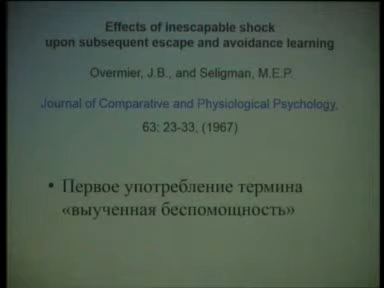 Effects of inescapable shock
upon subsequent escape and avoidance learning
Overmier, J.B., and Seligman, M.E.P.
Journal of Comparative and Physiological Psychology,
63: 23-33, (1967)
• Первое употребление термина
«выученная беспомощность»